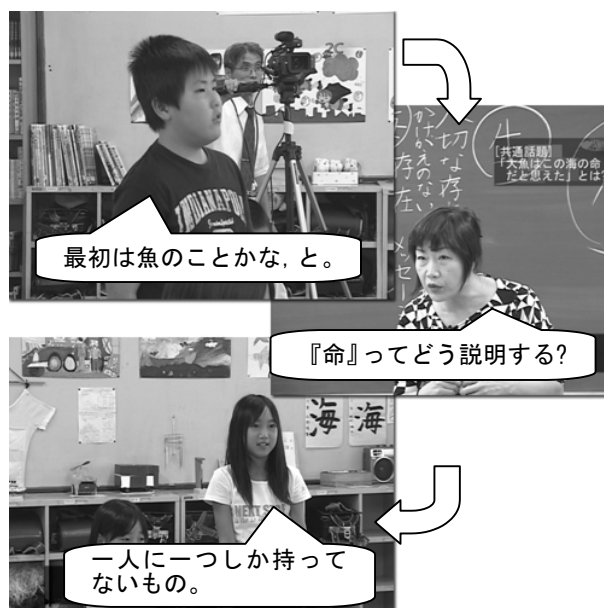 2C
INDIANAPOLIS
最初は魚のことかな，と。
大切な存
かけがえのない
存在
メッセー
[共通話題]
「大魚はこの海の命
だと思えた」とは?
『命』ってどう説明する?
海
海
一人に一つしか持って
ないもの。